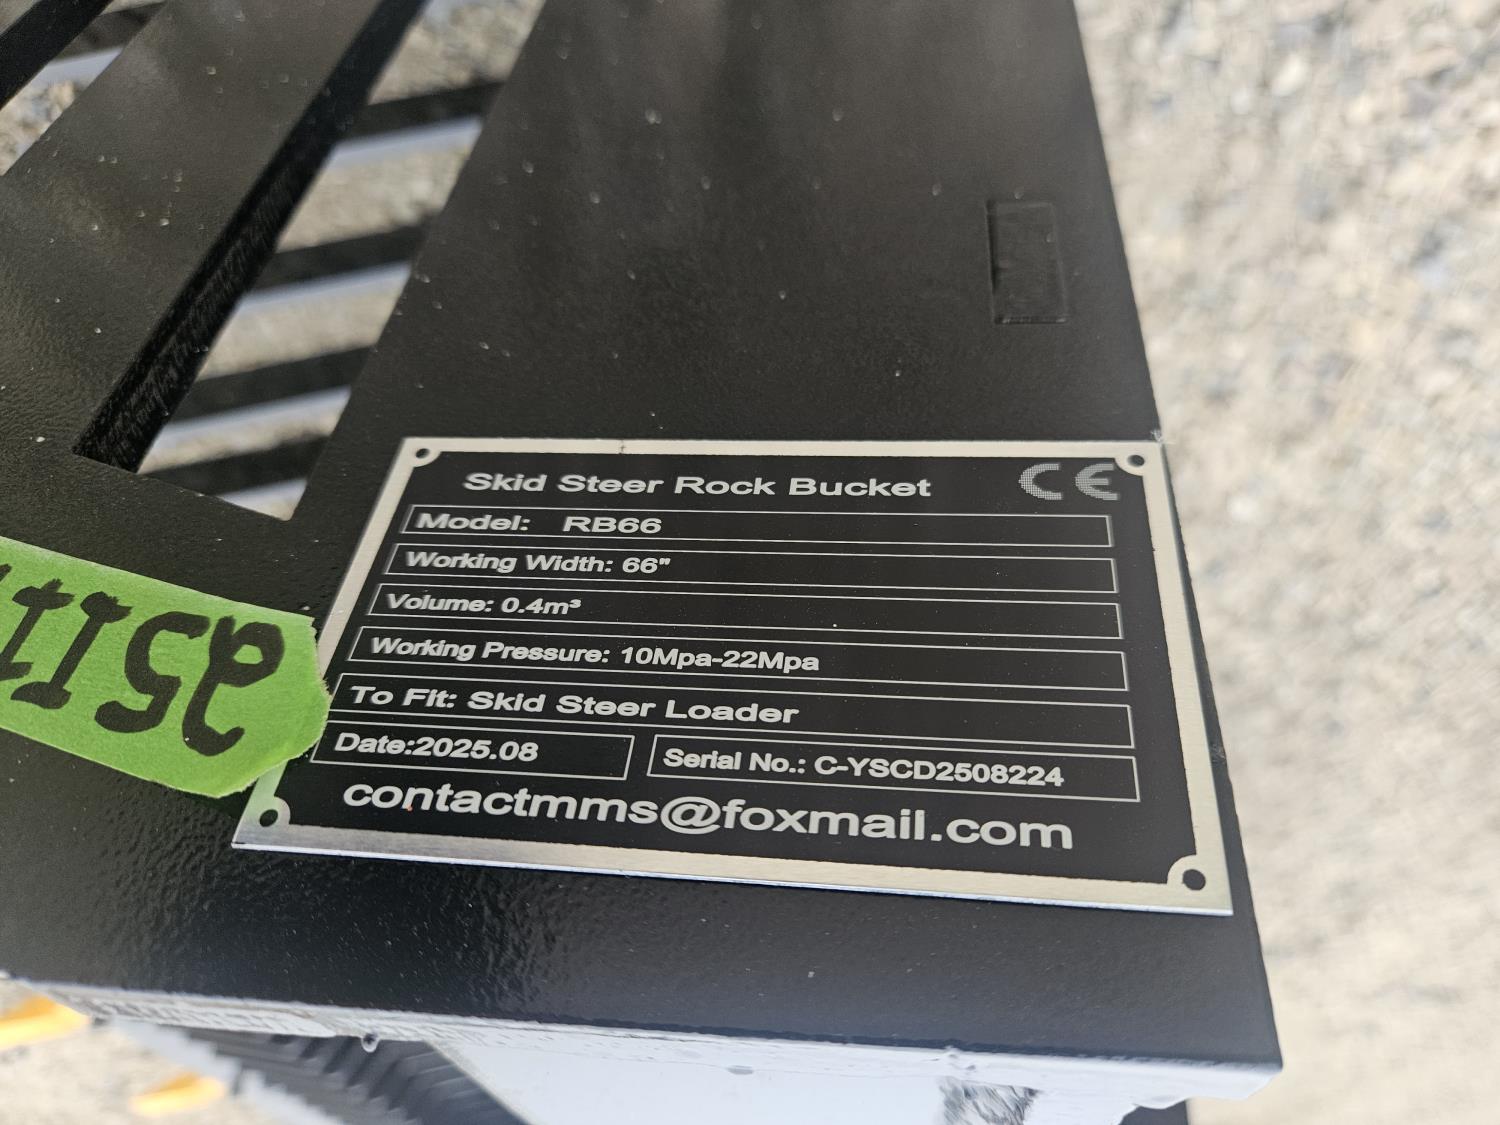 Skid Steer Rock Bucket CE
Model: RB66
Working Width: 66"
Volume: 0.4m³
Working Pressure: 10Mpa-22Mpa
To Fit: Skid Steer Loader
Date:2025.08
Serial No.: C-YSCD2508224
contactmms@foxmail.com